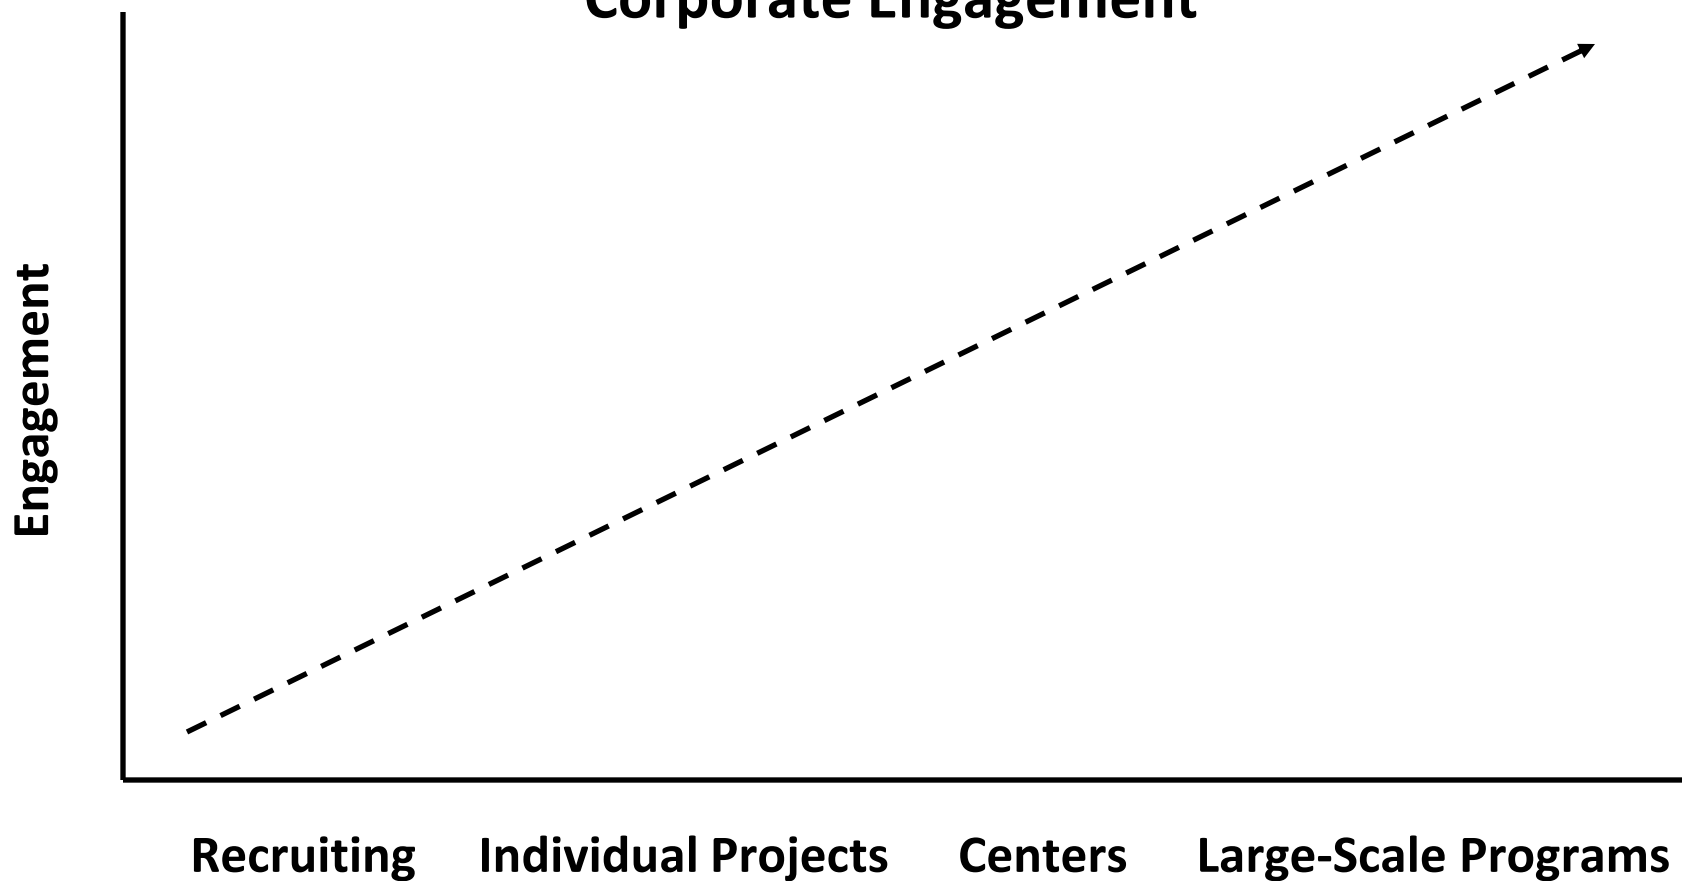 Corporate Engagement
Engagement
Recruiting Individual Projects Centers Large-Scale Programs